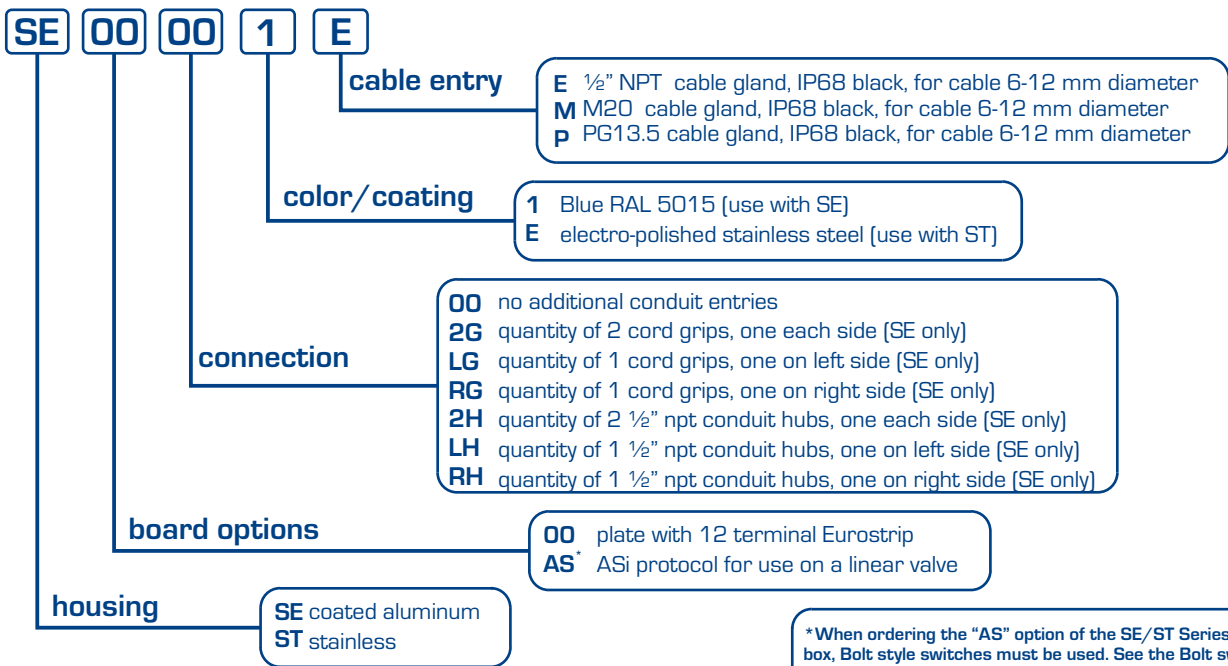 SE 00 00 1 E
cable entry
E ½" NPT cable gland, IP68 black, for cable 6-12 mm diameter
M M20 cable gland, IP68 black, for cable 6-12 mm diameter
P PG13.5 cable gland, IP68 black, for cable 6-12 mm diameter
color/coating
1 Blue RAL 5015 (use with SE)
E electro-polished stainless steel (use with ST)
connection
00 no additional conduit entries
2G quantity of 2 cord grips, one each side (SE only)
LG quantity of 1 cord grips, one on left side (SE only)
RG quantity of 1 cord grips, one on right side (SE only)
2H quantity of 2 ½" npt conduit hubs, one each side (SE only)
LH quantity of 1 ½" npt conduit hubs, one on left side (SE only)
RH quantity of 1 ½" npt conduit hubs, one on right side (SE only)
board options
00 plate with 12 terminal Eurostrip
AS* ASi protocol for use on a linear valve
housing
SE coated aluminum
ST stainless
*When ordering the "AS" option of the SE/ST Series
box, Bolt style switches must be used. See the Bolt